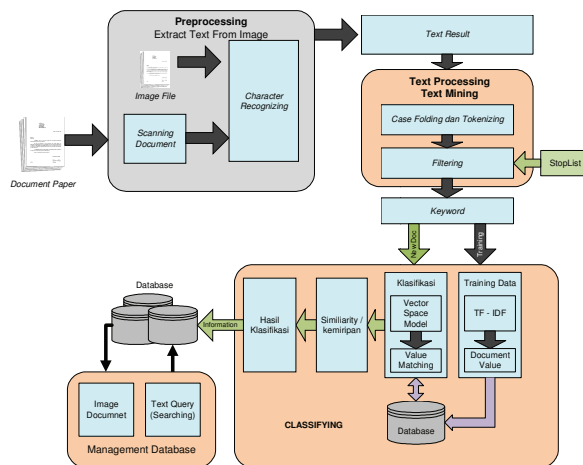 Preprocessing
Extract Text From Image
Image File
Character
Recognizing
Scanning
Document
Document Paper
Text Result
Text Processing
Text Mining
Case Folding dan Tokenizing
Filtering
StopList
Keyword
New Doc
Training
Klasifikasi
Vector
Space
Model
Value
Matching
Training Data
TF - IDF
Document
Value
Similiarity /
kemiripan
Hasil
Klasifikasi
Information
Database
Database
CLASSIFYING
Image
Documnet
Text Query
(Searching)
Management Database